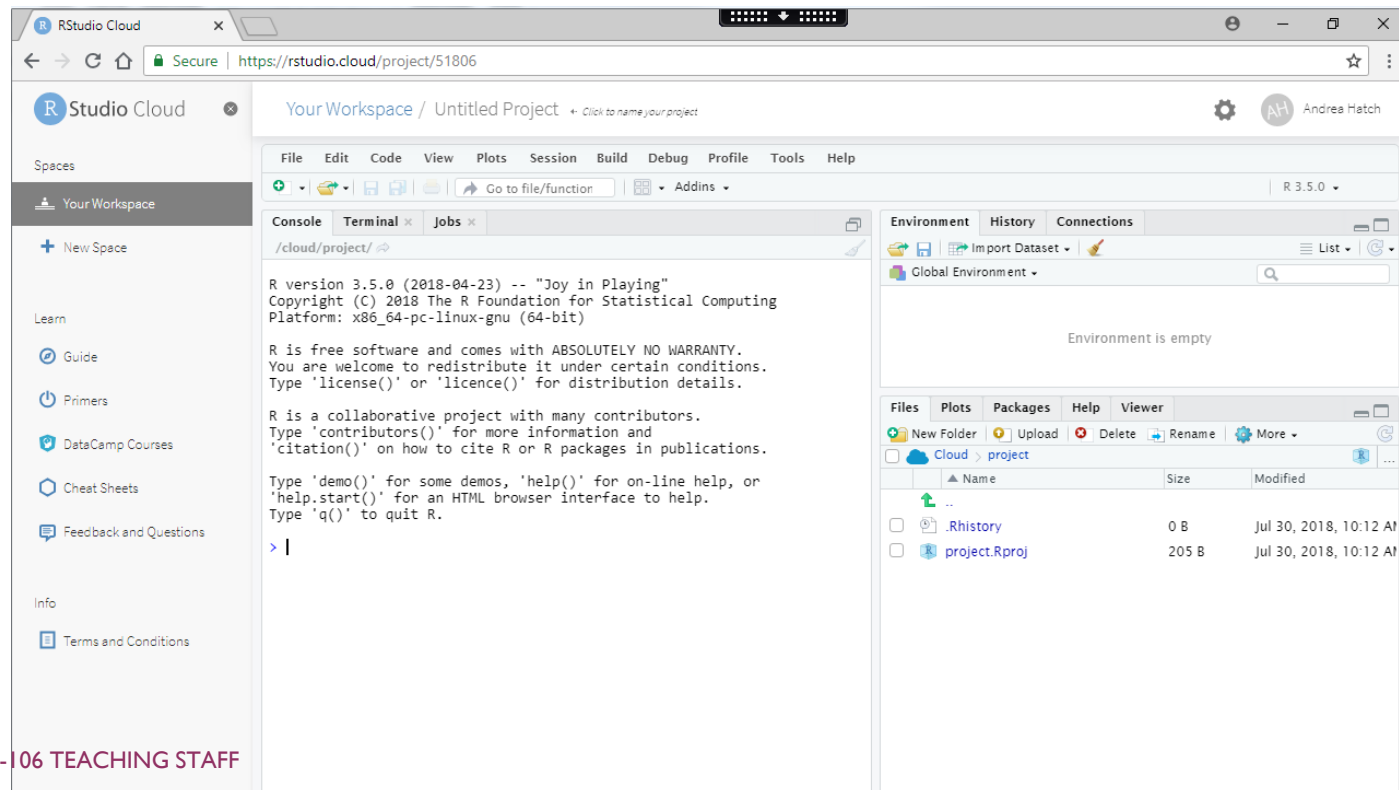 RStudio Cloud
Secure | https://rstudio.cloud/project/51806
R Studio Cloud
Your Workspace / Untitled Project ← Click to name your project
AH Andrea Hatch
Spaces
Your Workspace
New Space
Learn
Guide
Primers
DataCamp Courses
Cheat Sheets
Feedback and Questions
Info
Terms and Conditions
-106 TEACHING STAFF
File Edit Code View Plots Session Build Debug Profile Tools Help
Go to file/function Addins R 3.5.0
Console Terminal × Jobs ×
/cloud/project/
R version 3.5.0 (2018-04-23) -- "Joy in Playing"
Copyright (C) 2018 The R Foundation for Statistical Computing
Platform: x86_64-pc-linux-gnu (64-bit)
R is free software and comes with ABSOLUTELY NO WARRANTY.
You are welcome to redistribute it under certain conditions.
Type 'license()' or 'licence()' for distribution details.
R is a collaborative project with many contributors.
Type 'contributors()' for more information and
'citation()' on how to cite R or R packages in publications.
Type 'demo()' for some demos, 'help()' for on-line help, or
'help.start()' for an HTML browser interface to help.
Type 'q()' to quit R.
>
Environment History Connections
Import Dataset List
Global Environment
Environment is empty
Files Plots Packages Help Viewer
New Folder Upload Delete Rename More
Cloud > project R ...
Name Size Modified
..
.Rhistory 0 B Jul 30, 2018, 10:12 AM
project.Rproj 205 B Jul 30, 2018, 10:12 AM